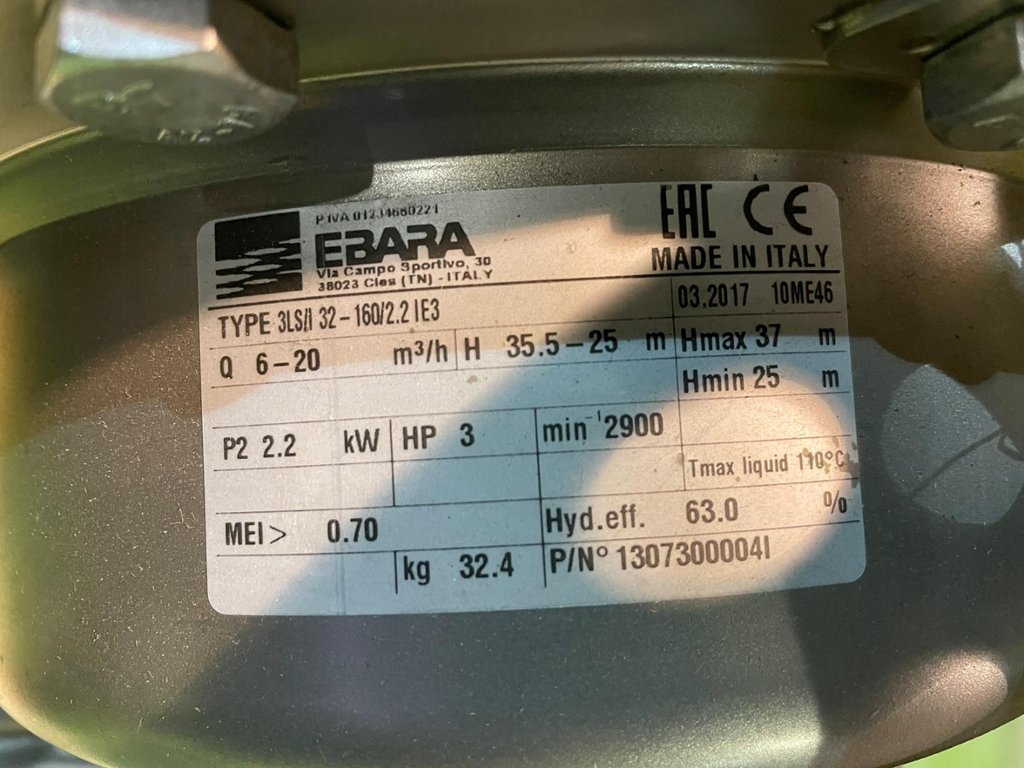 P.IVA 01234660221
EBARA
Via Campo Sportivo, 30
38023 Cles (TN) - ITALY
EAC CE
MADE IN ITALY
TYPE 3LS/I 32-160/2.2 IE3
03.2017 10ME46
Q 6-20 m³/h H 35.5-25 m Hmax 37 m
Hmin 25 m
P2 2.2 kW HP 3 min⁻¹ 2900
Tmax liquid 110°C
MEI > 0.70 Hyd.eff. 63.0 %
kg 32.4 P/N° 1307300004I